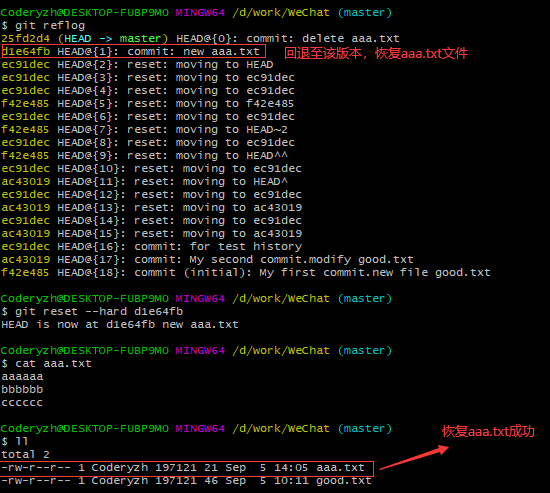 Coderyzh@DESKTOP-FUBP9MO MINGW64 /d/work/WeChat (master)
$ git reflog
25fd2d4 (HEAD -> master) HEAD@{0}: commit: delete aaa.txt
d1e64fb HEAD@{1}: commit: new aaa.txt 回退至该版本，恢复aaa.txt文件
ec91dec HEAD@{2}: reset: moving to HEAD
ec91dec HEAD@{3}: reset: moving to ec91dec
ec91dec HEAD@{4}: reset: moving to ec91dec
f42e485 HEAD@{5}: reset: moving to f42e485
ec91dec HEAD@{6}: reset: moving to ec91dec
f42e485 HEAD@{7}: reset: moving to HEAD~2
ec91dec HEAD@{8}: reset: moving to ec91dec
f42e485 HEAD@{9}: reset: moving to HEAD^^
ec91dec HEAD@{10}: reset: moving to ec91dec
ac43019 HEAD@{11}: reset: moving to HEAD^
ec91dec HEAD@{12}: reset: moving to ec91dec
ac43019 HEAD@{13}: reset: moving to ac43019
ec91dec HEAD@{14}: reset: moving to ec91dec
ac43019 HEAD@{15}: reset: moving to ac43019
ec91dec HEAD@{16}: commit: for test history
ac43019 HEAD@{17}: commit: My second commit.modify good.txt
f42e485 HEAD@{18}: commit (initial): My first commit.new file good.txt
Coderyzh@DESKTOP-FUBP9MO MINGW64 /d/work/WeChat (master)
$ git reset --hard d1e64fb
HEAD is now at d1e64fb new aaa.txt
Coderyzh@DESKTOP-FUBP9MO MINGW64 /d/work/WeChat (master)
$ cat aaa.txt
aaaaaa
bbbbbb
cccccc
Coderyzh@DESKTOP-FUBP9MO MINGW64 /d/work/WeChat (master)
恢复aaa.txt成功
$ ll
total 2
-rw-r--r-- 1 Coderyzh 197121 21 Sep  5 14:05 aaa.txt
-rw-r--r-- 1 Coderyzh 197121 46 Sep  5 10:11 good.txt